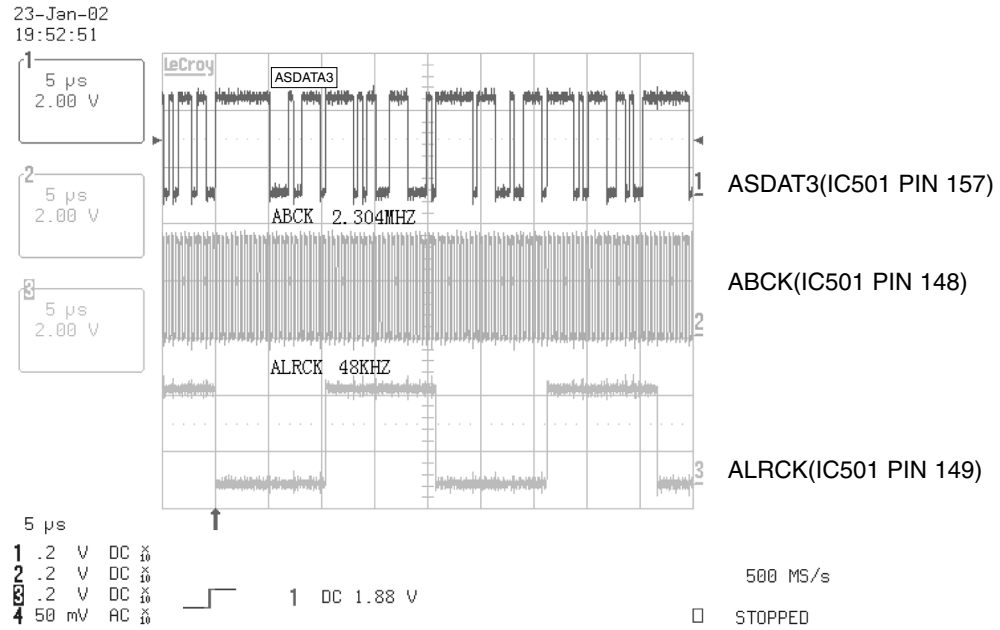 23-Jan-02
19:52:51
1
5 µs
2.00 V
LeCroy
ASDATA3
1
ASDAT3(IC501 PIN 157)
2
5 µs
2.00 V
ABCK 2.304MHZ
ABCK(IC501 PIN 148)
2
3
5 µs
2.00 V
ALRCK 48KHZ
3
ALRCK(IC501 PIN 149)
5 µs
1 .2 V DC X10
2 .2 V DC X10
3 .2 V DC X10
4 50 mV AC X10
1 DC 1.88 V
500 MS/s
STOPPED